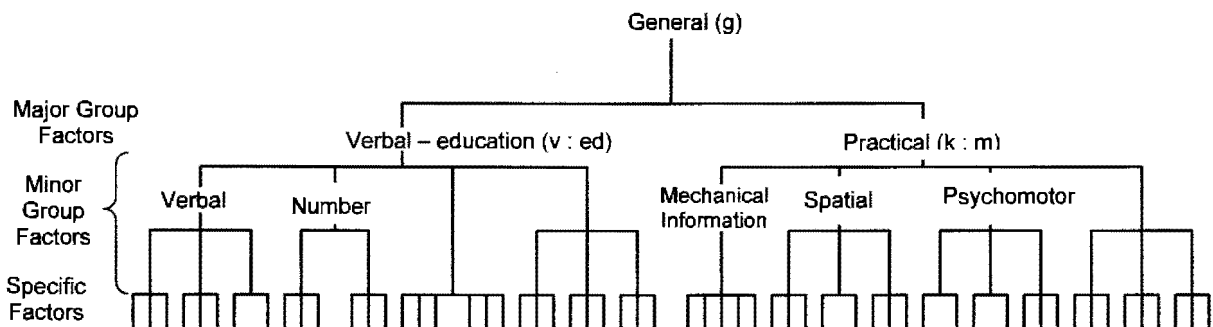 General (g)
Major Group
Factors
Verbal – education (v : ed)
Practical (k : m)
Minor
Group
Factors
Verbal
Number
Mechanical
Information
Spatial
Psychomotor
Specific
Factors